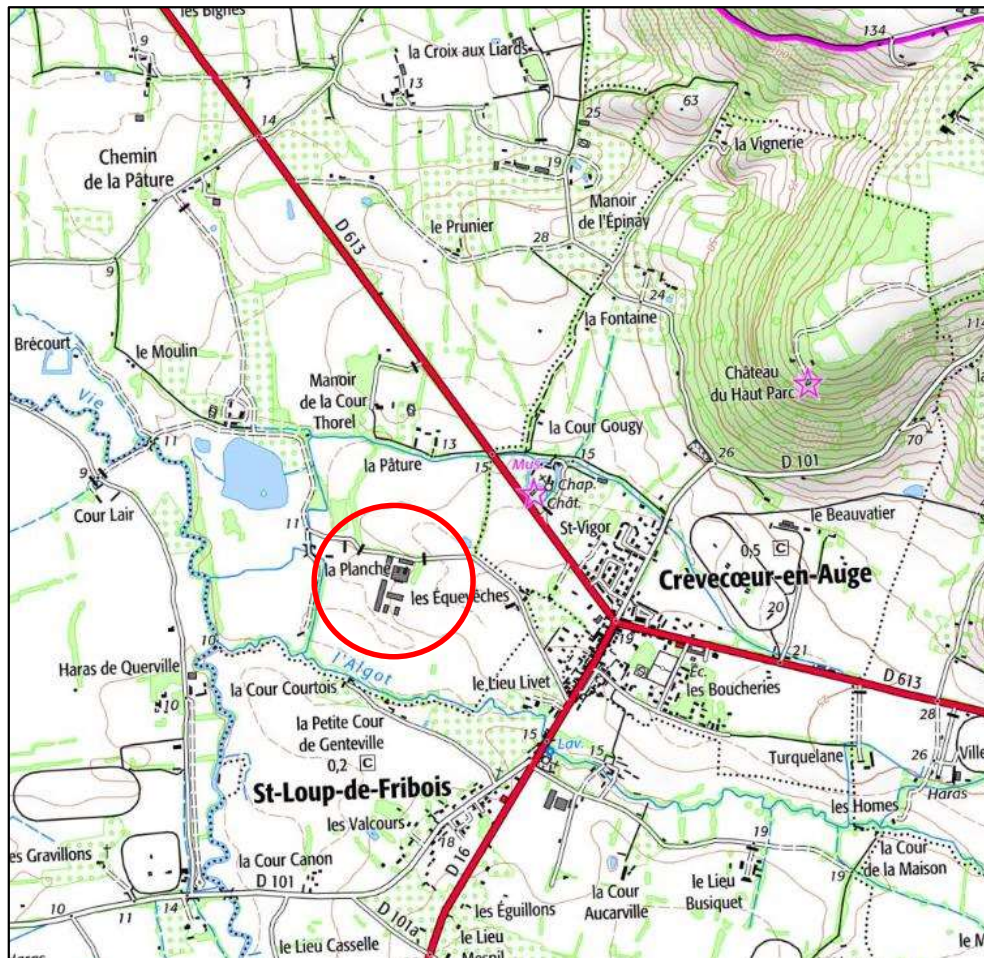 les Bignes
134
9
la Croix aux Liards
13
63
25
14
la Vignerie
19
Chemin
de la Pâture
Manoir
de l'Épinay
le Prunier
D 613
28
9
24
la Fontaine
114
Brécourt
le Moulin
Château
du Haut Parc
Vie
Manoir
de la Cour
Thorel
la Cour Gougy
70
11
13
26
D 101
la Pâture
15
15
Mus.
Chap.
Chât.
9
Cour Lair
11
St-Vigor
le Beauvatier
0,5 C
la Planche
Crèvecœur-en-Auge
les Équevêches
20
10
19
l'Algot
21
Haras de Querville
Éc.
les Boucheries
la Cour Courtois
le Lieu Livet
D 613
10
28
la Petite Cour
de Genteville
15
Lav.
15
26
0,2 C
Turquelane
Ville
St-Loup-de-Fribois
Haras
les Homes
les Valcours
18
19
es Gravillons
la Cour Canon
D 16
la Cour
de la Maison
D 101
19
14
la Cour
Aucarville
le Lieu
Busiquet
10
11
les Éguillons
D 101a
le Lieu Casselle
le Lieu
Mesnil
le M